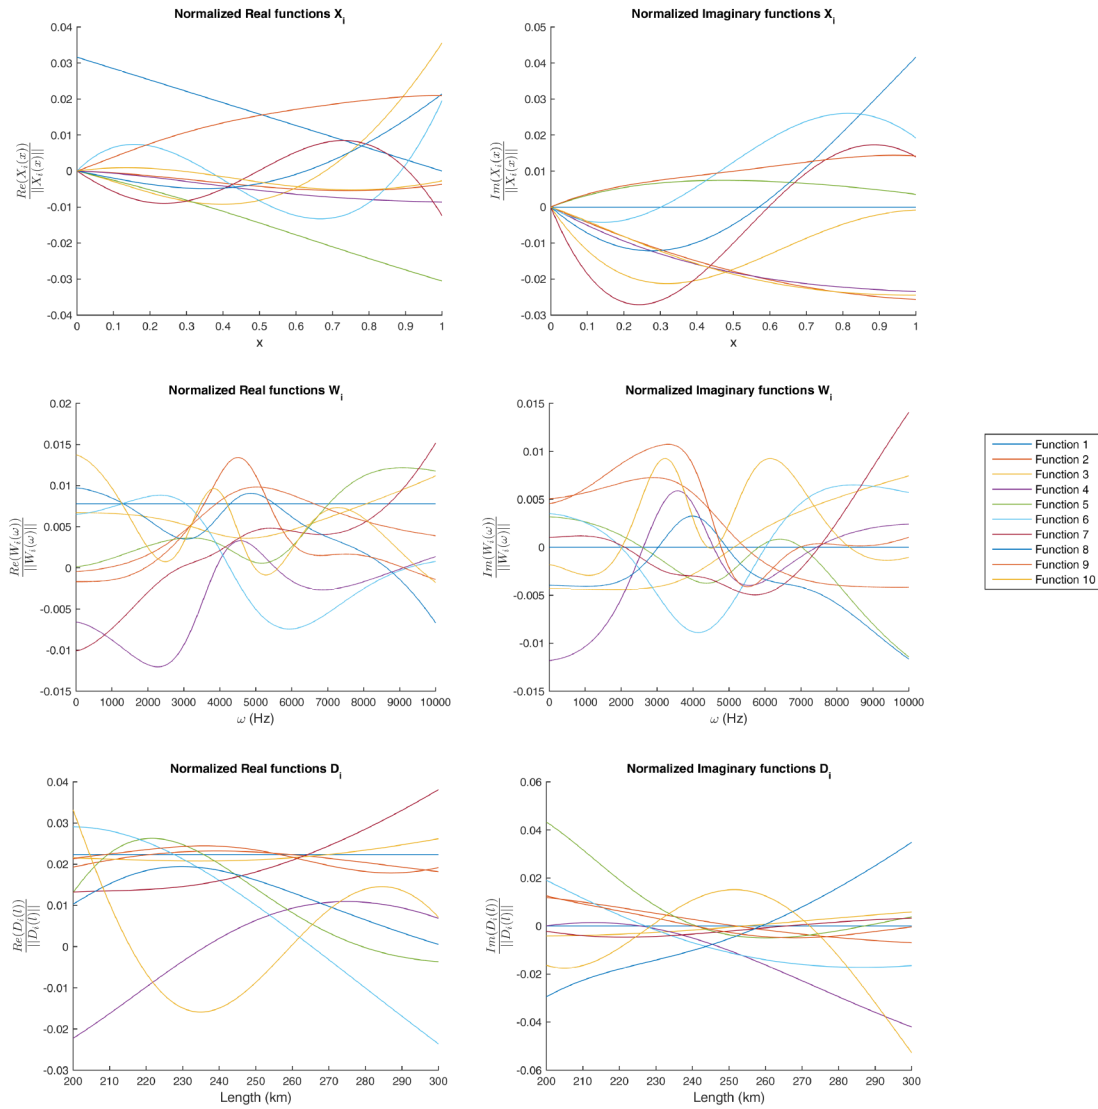 Normalized Real functions X_i
Re(X_i(x)) / ||X_i(x)||
0.04
0.03
0.02
0.01
0
-0.01
-0.02
-0.03
-0.04
0 0.1 0.2 0.3 0.4 0.5 0.6 0.7 0.8 0.9 1
x
Normalized Imaginary functions X_i
Im(X_i(x)) / ||X_i(x)||
0.05
0.04
0.03
0.02
0.01
0
-0.01
-0.02
-0.03
0 0.1 0.2 0.3 0.4 0.5 0.6 0.7 0.8 0.9 1
x
Normalized Real functions W_i
Re(W_i(ω)) / ||W_i(ω)||
0.02
0.015
0.01
0.005
0
-0.005
-0.01
-0.015
0 1000 2000 3000 4000 5000 6000 7000 8000 9000 10000
ω (Hz)
Normalized Imaginary functions W_i
Im(W_i(ω)) / ||W_i(ω)||
0.015
0.01
0.005
0
-0.005
-0.01
-0.015
0 1000 2000 3000 4000 5000 6000 7000 8000 9000 10000
ω (Hz)
Function 1
Function 2
Function 3
Function 4
Function 5
Function 6
Function 7
Function 8
Function 9
Function 10
Normalized Real functions D_i
Re(D_i(l)) / ||D_i(l)||
0.04
0.03
0.02
0.01
0
-0.01
-0.02
-0.03
200 210 220 230 240 250 260 270 280 290 300
Length (km)
Normalized Imaginary functions D_i
Im(D_i(l)) / ||D_i(l)||
0.06
0.04
0.02
0
-0.02
-0.04
-0.06
200 210 220 230 240 250 260 270 280 290 300
Length (km)